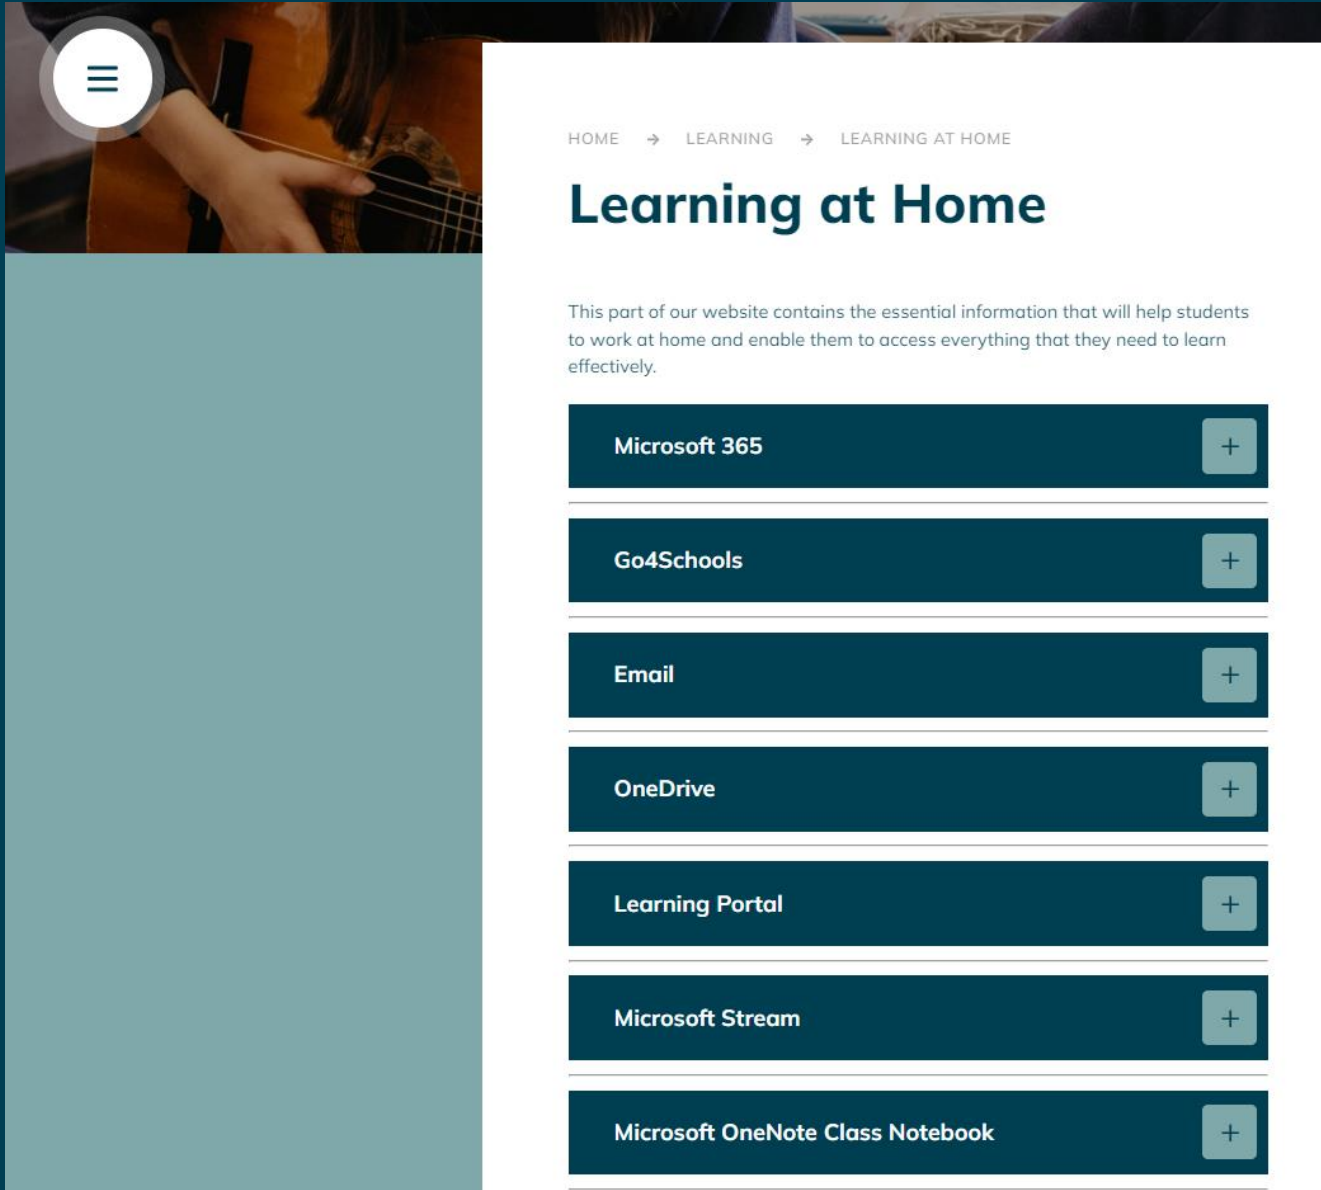 HOME → LEARNING → LEARNING AT HOME
Learning at Home
This part of our website contains the essential information that will help students
to work at home and enable them to access everything that they need to learn
effectively.
Microsoft 365
Go4Schools
Email
OneDrive
Learning Portal
Microsoft Stream
Microsoft OneNote Class Notebook